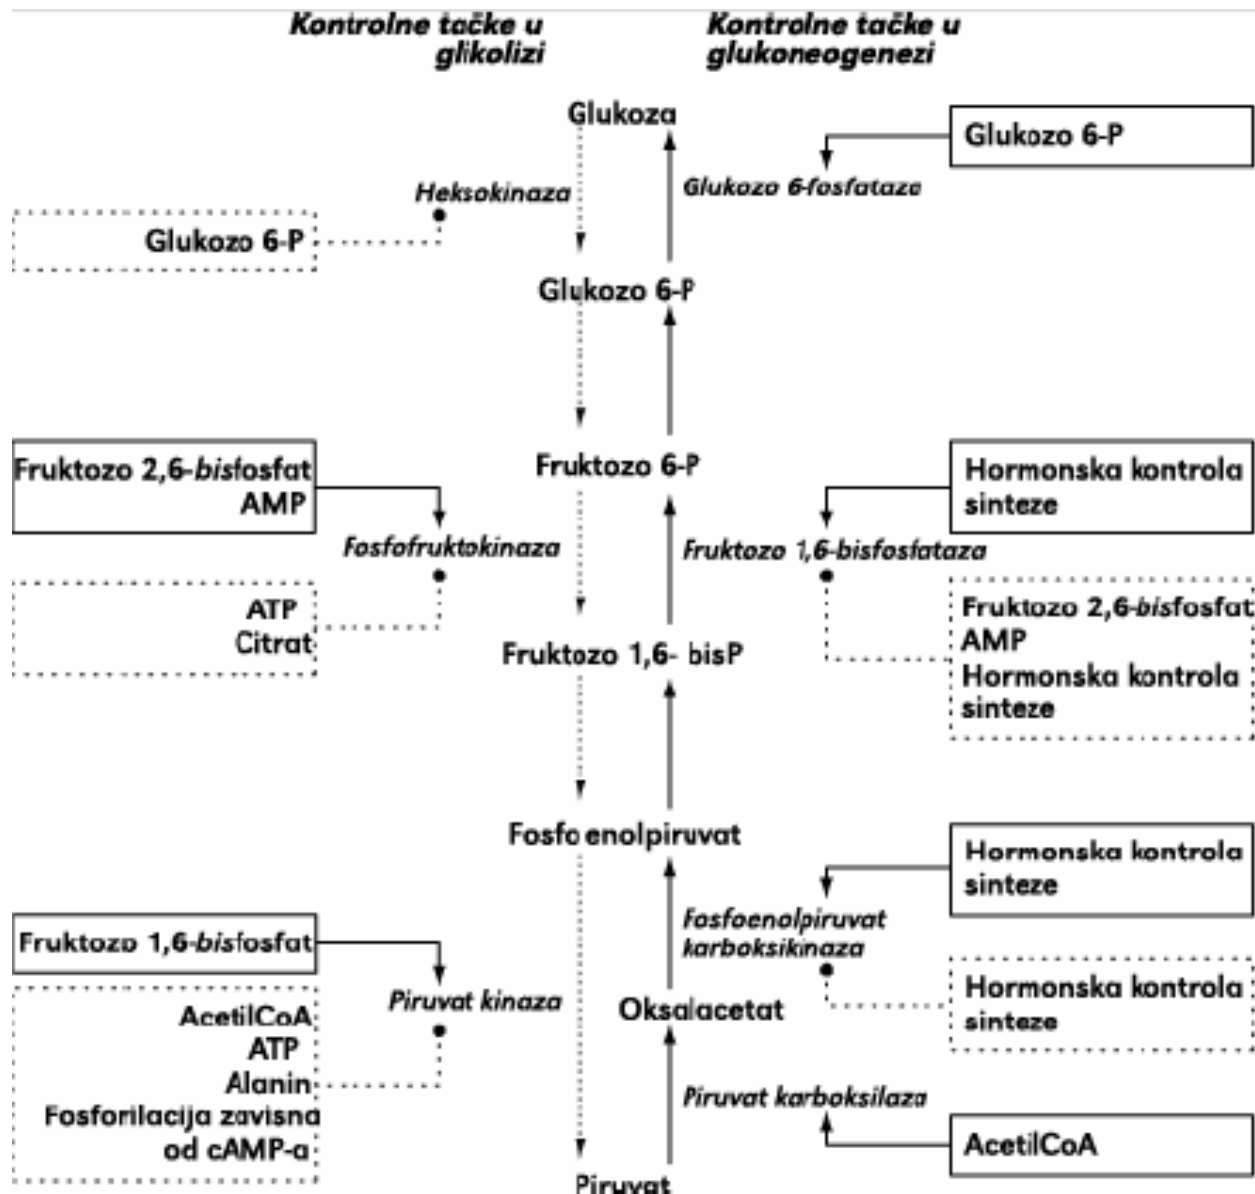 Kontrolne tačke u
glikolizi
Kontrolne tačke u
glukoneogenezi
Glukoza
Glukozo 6-P
Heksokinaza
Glukozo 6-fosfataza
Glukozo 6-P
Glukozo 6-P
Fruktozo 2,6-bisfosfat
AMP
Fruktozo 6-P
Hormonska kontrola
sinteze
Fosfofruktokinaza
Fruktozo 1,6-bisfosfataza
ATP
Citrat
Fruktozo 2,6-bisfosfat
AMP
Hormonska kontrola
sinteze
Fruktozo 1,6- bisP
Fosfoenolpiruvat
Hormonska kontrola
sinteze
Fruktozo 1,6-bisfosfat
Fosfoenolpiruvat
karboksikinaza
Piruvat kinaza
AcetilCoA
ATP
Alanin
Fosforilacija zavisna
od cAMP-a
Oksalacetat
Hormonska kontrola
sinteze
Piruvat karboksilaza
AcetilCoA
Piruvat